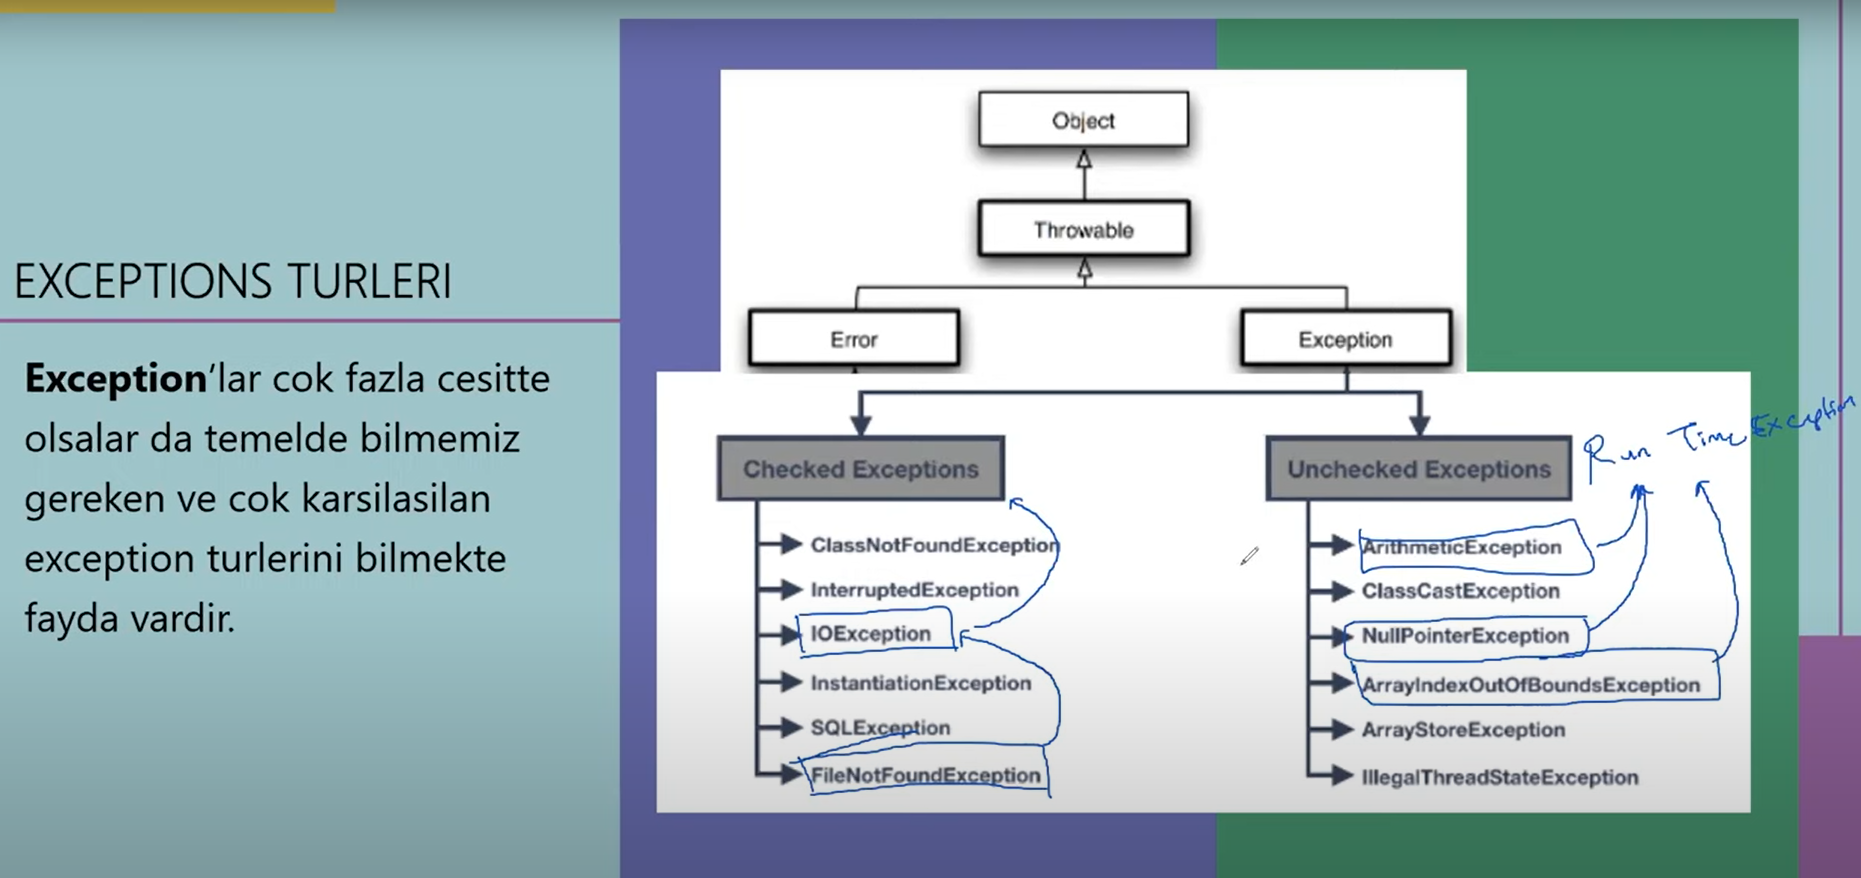 EXCEPTIONS TURLERI
Exception'lar cok fazla cesitte
olsalar da temelde bilmemiz
gereken ve cok karsilasilan
exception turlerini bilmekte
fayda vardir.
Object
Throwable
Error
Exception
Checked Exceptions
ClassNotFoundException
InterruptedException
IOException
InstantiationException
SQLException
FileNotFoundException
Unchecked Exceptions
Run Time Exception
ArithmeticException
ClassCastException
NullPointerException
ArrayIndexOutOfBoundsException
ArrayStoreException
IllegalThreadStateException